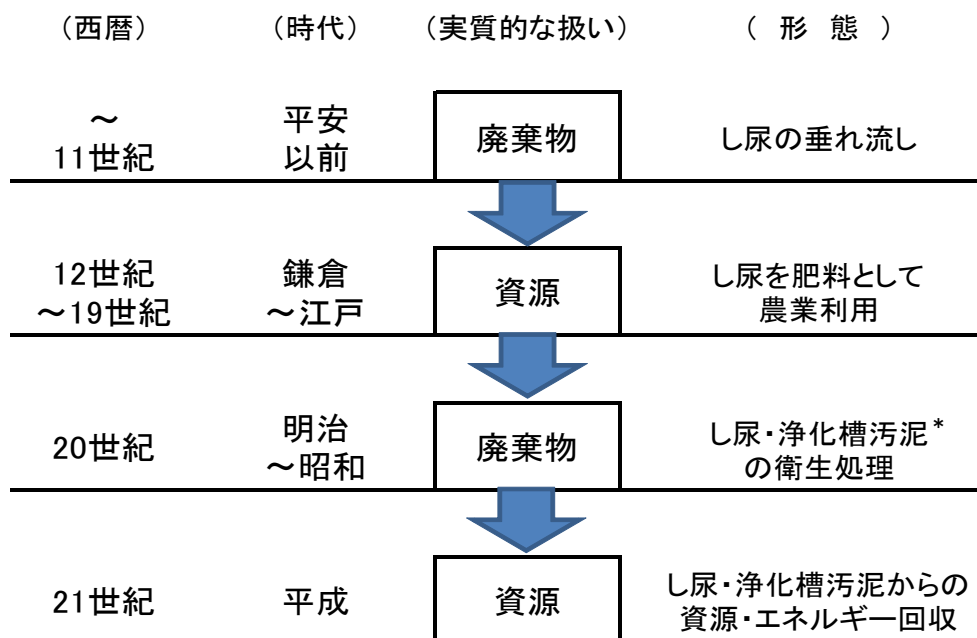 （西暦） （時代） （実質的な扱い） （ 形 態 ）
～
11世紀
平安
以前
廃棄物
し尿の垂れ流し
12世紀
～19世紀
鎌倉
～江戸
資源
し尿を肥料として
農業利用
20世紀
明治
～昭和
廃棄物
し尿・浄化槽汚泥*
の衛生処理
21世紀
平成
資源
し尿・浄化槽汚泥からの
資源・エネルギー回収